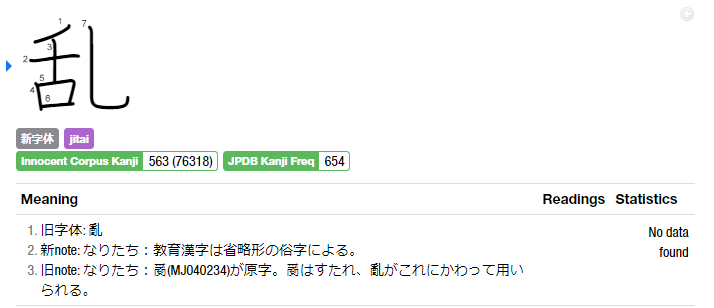 1 7
3
2
5
4
6
乱
新字体 jitai
Innocent Corpus Kanji 563 (76318) JPDB Kanji Freq 654
Meaning Readings Statistics
1. 旧字体: 亂
2. 新note: なりたち：教育漢字は省略形の俗字による。
3. 旧note: なりたち：𤔔(MJ040234)が原字。𤔔はすたれ、亂がこれにかわって用い
られる。
No data
found